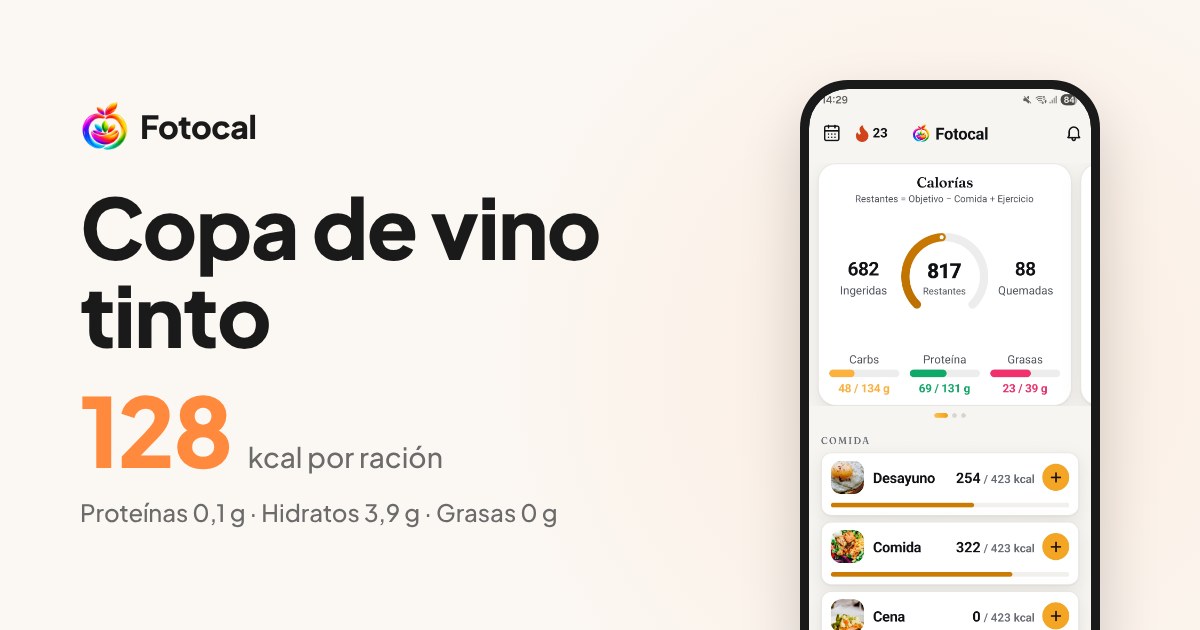 Fotocal
Copa de vino
tinto
128 kcal por ración
Proteínas 0,1 g · Hidratos 3,9 g · Grasas 0 g
14:29
84
23
Fotocal
Calorías
Restantes = Objetivo − Comida + Ejercicio
682
Ingeridas
817
Restantes
88
Quemadas
Carbs
Proteína
Grasas
48 / 134 g
69 / 131 g
23 / 39 g
COMIDA
Desayuno 254 / 423 kcal
Comida 322 / 423 kcal
Cena 0 / 423 kcal